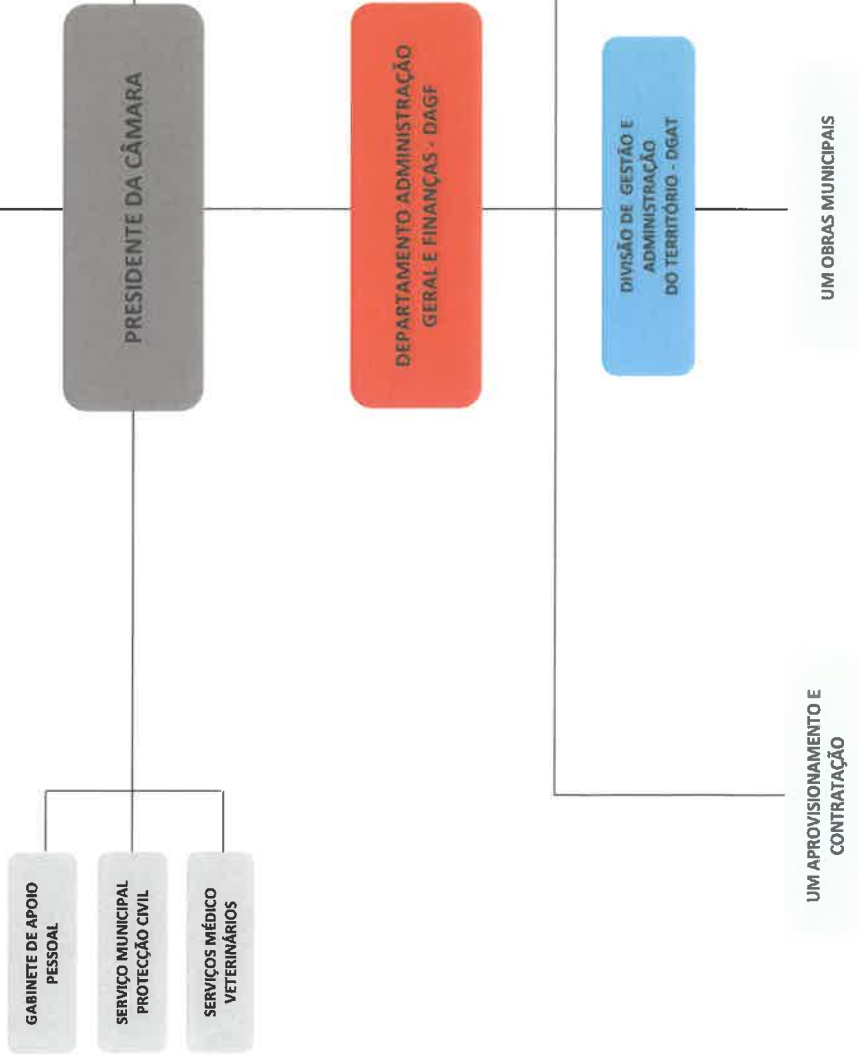 PRESIDENTE DA CÂMARA
GABINETE DE APOIO
PESSOAL
SERVIÇO MUNICIPAL
PROTECÇÃO CIVIL
SERVIÇOS MÉDICO
VETERINÁRIOS
DEPARTAMENTO ADMINISTRAÇÃO
GERAL E FINANÇAS - DAGF
DIVISÃO DE GESTÃO E
ADMINISTRAÇÃO
DO TERRITÓRIO - DGAT
UM APROVISIONAMENTO E
CONTRATAÇÃO
UM OBRAS MUNICIPAIS